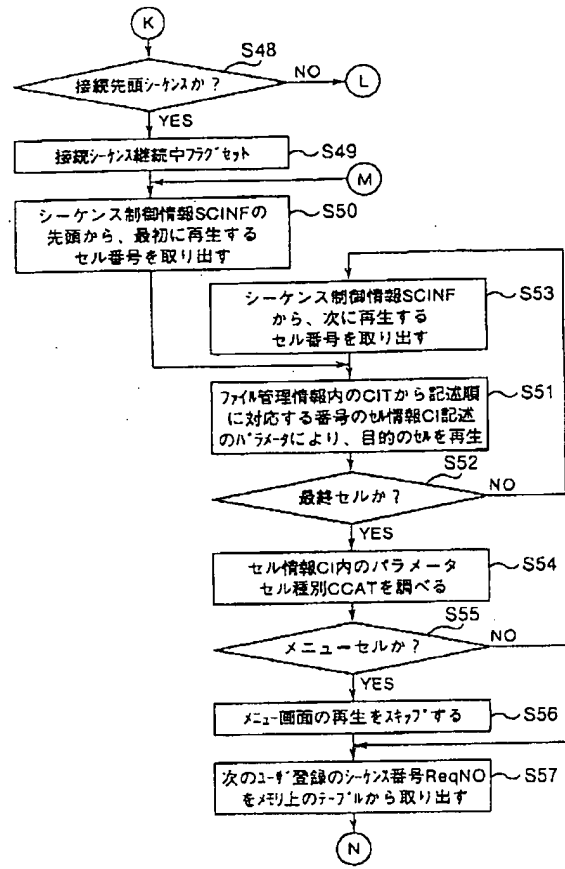 K
S48
接続先頭シーケンスか？
NO
L
YES
接続シーケンス継続中フラグセット
S49
M
シーケンス制御情報SCINFの
先頭から、最初に再生する
セル番号を取り出す
S50
シーケンス制御情報SCINF
から、次に再生する
セル番号を取り出す
S53
ファイル管理情報内のCITから記述順
に対応する番号のセル情報CI記述
のパラメータにより、目的のセルを再生
S51
S52
最終セルか？
NO
YES
セル情報CI内のパラメータ
セル種別CCATを調べる
S54
S55
メニューセルか？
NO
YES
メニュー画面の再生をスキップする
S56
次のユーザ登録のシーケンス番号ReqNO
をメモリ上のテーブルから取り出す
S57
N